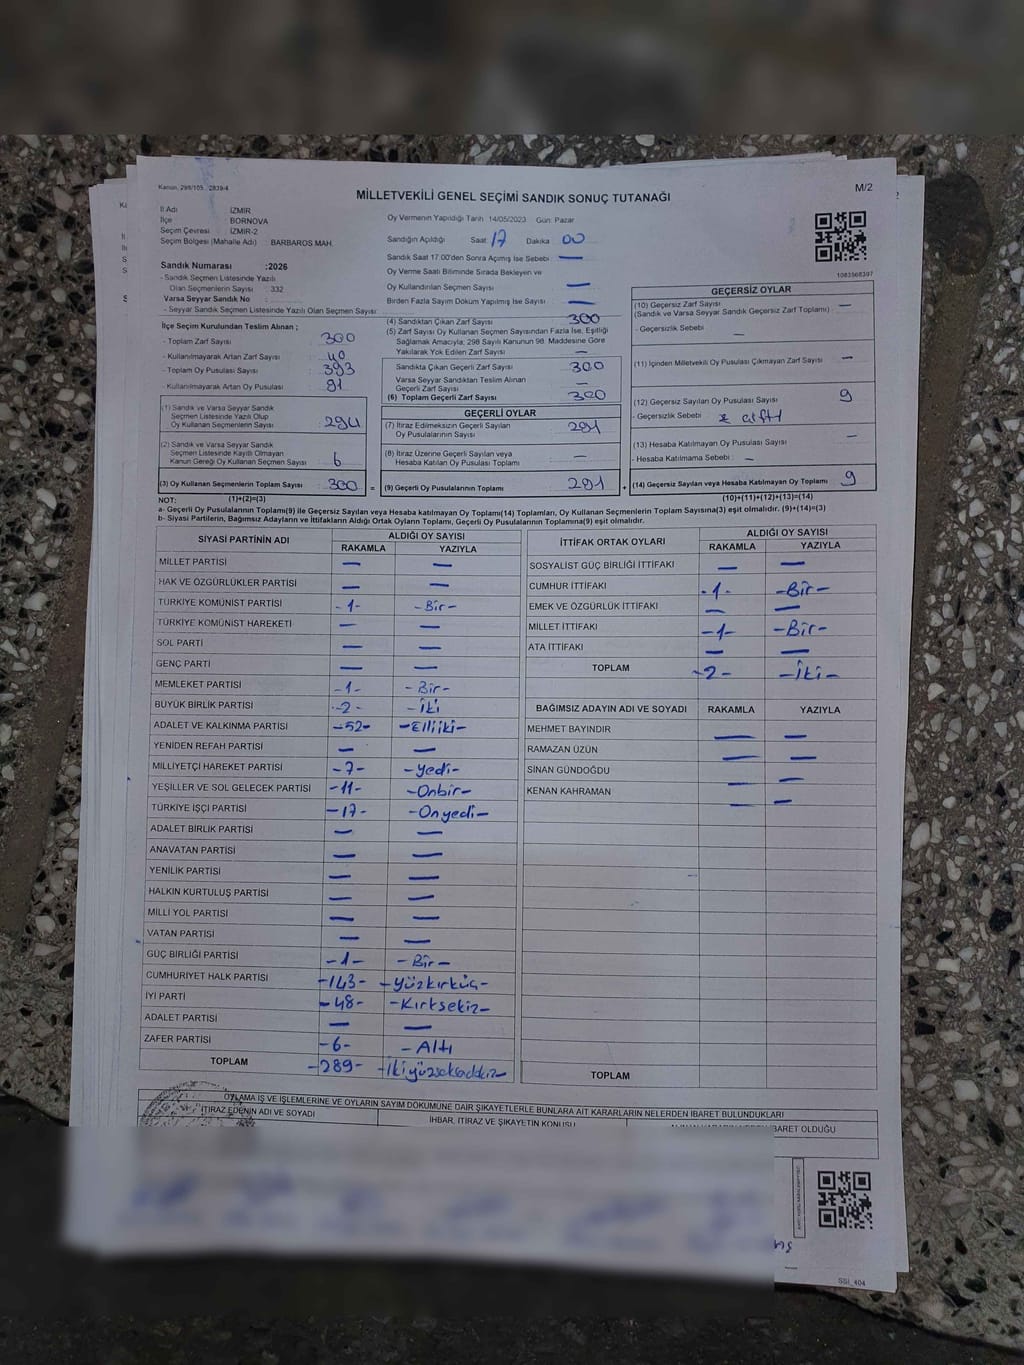 Kanun, 298/105, 2839/4
MİLLETVEKİLİ GENEL SEÇİMİ SANDIK SONUÇ TUTANAĞI
M/2
İl Adı İZMİR
İlçe BORNOVA
Seçim Çevresi İZMİR-2
Seçim Bölgesi (Mahalle Adı) BARBAROS MAH.
Sandık Numarası :2026
- Sandık Seçmen Listesinde Yazılı
Olan Seçmenlerin Sayısı : 332
Varsa Seyyar Sandık No :
- Seyyar Sandık Seçmen Listesinde Yazılı Olan Seçmen Sayısı
İlçe Seçim Kurulundan Teslim Alınan ;
- Toplam Zarf Sayısı : 300
- Kullanılmayarak Artan Zarf Sayısı : 40
- Toplam Oy Pusulası Sayısı : 393
- Kullanılmayarak Artan Oy Pusulası : 91
(1) Sandık ve Varsa Seyyar Sandık
Seçmen Listesinde Yazılı Olup
Oy Kullanan Seçmenlerin Sayısı 294
(2) Sandık ve Varsa Seyyar Sandık
Seçmen Listesinde Kayıtlı Olmayan
Kanun Gereği Oy Kullanan Seçmen Sayısı 6
(3) Oy Kullanan Seçmenlerin Toplam Sayısı 300 =
(1)+(2)=(3)
Oy Vermenin Yapıldığı Tarih 14/05/2023 Gün: Pazar
Sandığın Açıldığı Saat 17 Dakika 00
Sandık Saat 17.00'den Sonra Açılmış İse Sebebi —
Oy Verme Saati Bitiminde Sırada Bekleyen ve
Oy Kullandırılan Seçmen Sayısı —
Birden Fazla Sayım Döküm Yapılmış İse Sayısı —
(4) Sandıktan Çıkan Zarf Sayısı 300
(5) Zarf Sayısı Oy Kullanan Seçmen Sayısından Fazla İse, Eşitliği
Sağlamak Amacıyla; 298 Sayılı Kanunun 98. Maddesine Göre
Yakılarak Yok Edilen Zarf Sayısı —
Sandıkta Çıkan Geçerli Zarf Sayısı 300
Varsa Seyyar Sandıktan Teslim Alınan
Geçerli Zarf Sayısı —
(6) Toplam Geçerli Zarf Sayısı 300
GEÇERLİ OYLAR
(7) İtiraz Edilmeksizin Geçerli Sayılan
Oy Pusulalarının Sayısı 291
(8) İtiraz Üzerine Geçerli Sayılan veya
Hesaba Katılan Oy Pusulası Toplamı —
(9) Geçerli Oy Pusulalarının Toplamı 291 +
1083568397
GEÇERSİZ OYLAR
(10) Geçersiz Zarf Sayısı —
(Sandık ve Varsa Seyyar Sandık Geçersiz Zarf Toplamı) :
- Geçersizlik Sebebi —
(11) İçinden Milletvekili Oy Pusulası Çıkmayan Zarf Sayısı —
(12) Geçersiz Sayılan Oy Pusulası Sayısı 9
- Geçersizlik Sebebi
(13) Hesaba Katılmayan Oy Pusulası Sayısı —
- Hesaba Katılmama Sebebi : —
(14) Geçersiz Sayılan veya Hesaba Katılmayan Oy Toplamı 9
(10)+(11)+(12)+(13)=(14)
NOT:
a- Geçerli Oy Pusulalarının Toplamı(9) ile Geçersiz Sayılan veya Hesaba katılmayan Oy Toplamı(14) Toplamları, Oy Kullanan Seçmenlerin Toplam Sayısına(3) eşit olmalıdır. (9)+(14)=(3)
b- Siyasi Partilerin, Bağımsız Adayların ve İttifakların Aldığı Ortak Oyların Toplamı, Geçerli Oy Pusulalarının Toplamına(9) eşit olmalıdır.
SİYASİ PARTİNİN ADI ALDIĞI OY SAYISI
RAKAMLA YAZIYLA
MİLLET PARTİSİ — —
HAK VE ÖZGÜRLÜKLER PARTİSİ — —
TÜRKİYE KOMÜNİST PARTİSİ -1- -Bir-
TÜRKİYE KOMÜNİST HAREKETİ — —
SOL PARTİ — —
GENÇ PARTİ — —
MEMLEKET PARTİSİ -1- -Bir-
BÜYÜK BİRLİK PARTİSİ -2- -İki
ADALET VE KALKINMA PARTİSİ -52- -Elliiki-
YENİDEN REFAH PARTİSİ — —
MİLLİYETÇİ HAREKET PARTİSİ -7- -Yedi-
YEŞİLLER VE SOL GELECEK PARTİSİ -11- -Onbir-
TÜRKİYE İŞÇİ PARTİSİ -17- -Onyedi-
ADALET BİRLİK PARTİSİ — —
ANAVATAN PARTİSİ — —
YENİLİK PARTİSİ — —
HALKIN KURTULUŞ PARTİSİ — —
MİLLİ YOL PARTİSİ — —
VATAN PARTİSİ — —
GÜÇ BİRLİĞİ PARTİSİ -1- -Bir-
CUMHURİYET HALK PARTİSİ -143- -Yüzkırküç-
İYİ PARTİ -48- -Kırksekiz-
ADALET PARTİSİ — —
ZAFER PARTİSİ -6- -Altı
TOPLAM -289-
İTTİFAK ORTAK OYLARI ALDIĞI OY SAYISI
RAKAMLA YAZIYLA
SOSYALİST GÜÇ BİRLİĞİ İTTİFAKI — —
CUMHUR İTTİFAKI -1- -Bir-
EMEK VE ÖZGÜRLÜK İTTİFAKI — —
MİLLET İTTİFAKI -1- -Bir-
ATA İTTİFAKI — —
TOPLAM -2- -İki-
BAĞIMSIZ ADAYIN ADI VE SOYADI RAKAMLA YAZIYLA
MEHMET BAYINDIR — —
RAMAZAN ÜZÜN — —
SİNAN GÜNDOĞDU — —
KENAN KAHRAMAN — —
TOPLAM
OYLAMA İŞ VE İŞLEMLERİNE VE OYLARIN SAYIM DÖKÜMÜNE DAİR ŞİKAYETLERLE BUNLARA AİT KARARLARIN NELERDEN İBARET BULUNDUKLARI
İTİRAZ EDENİN ADI VE SOYADI
İHBAR, İTİRAZ VE ŞİKAYETİN KONUSU
İBARET OLDUĞU
SSİ_404